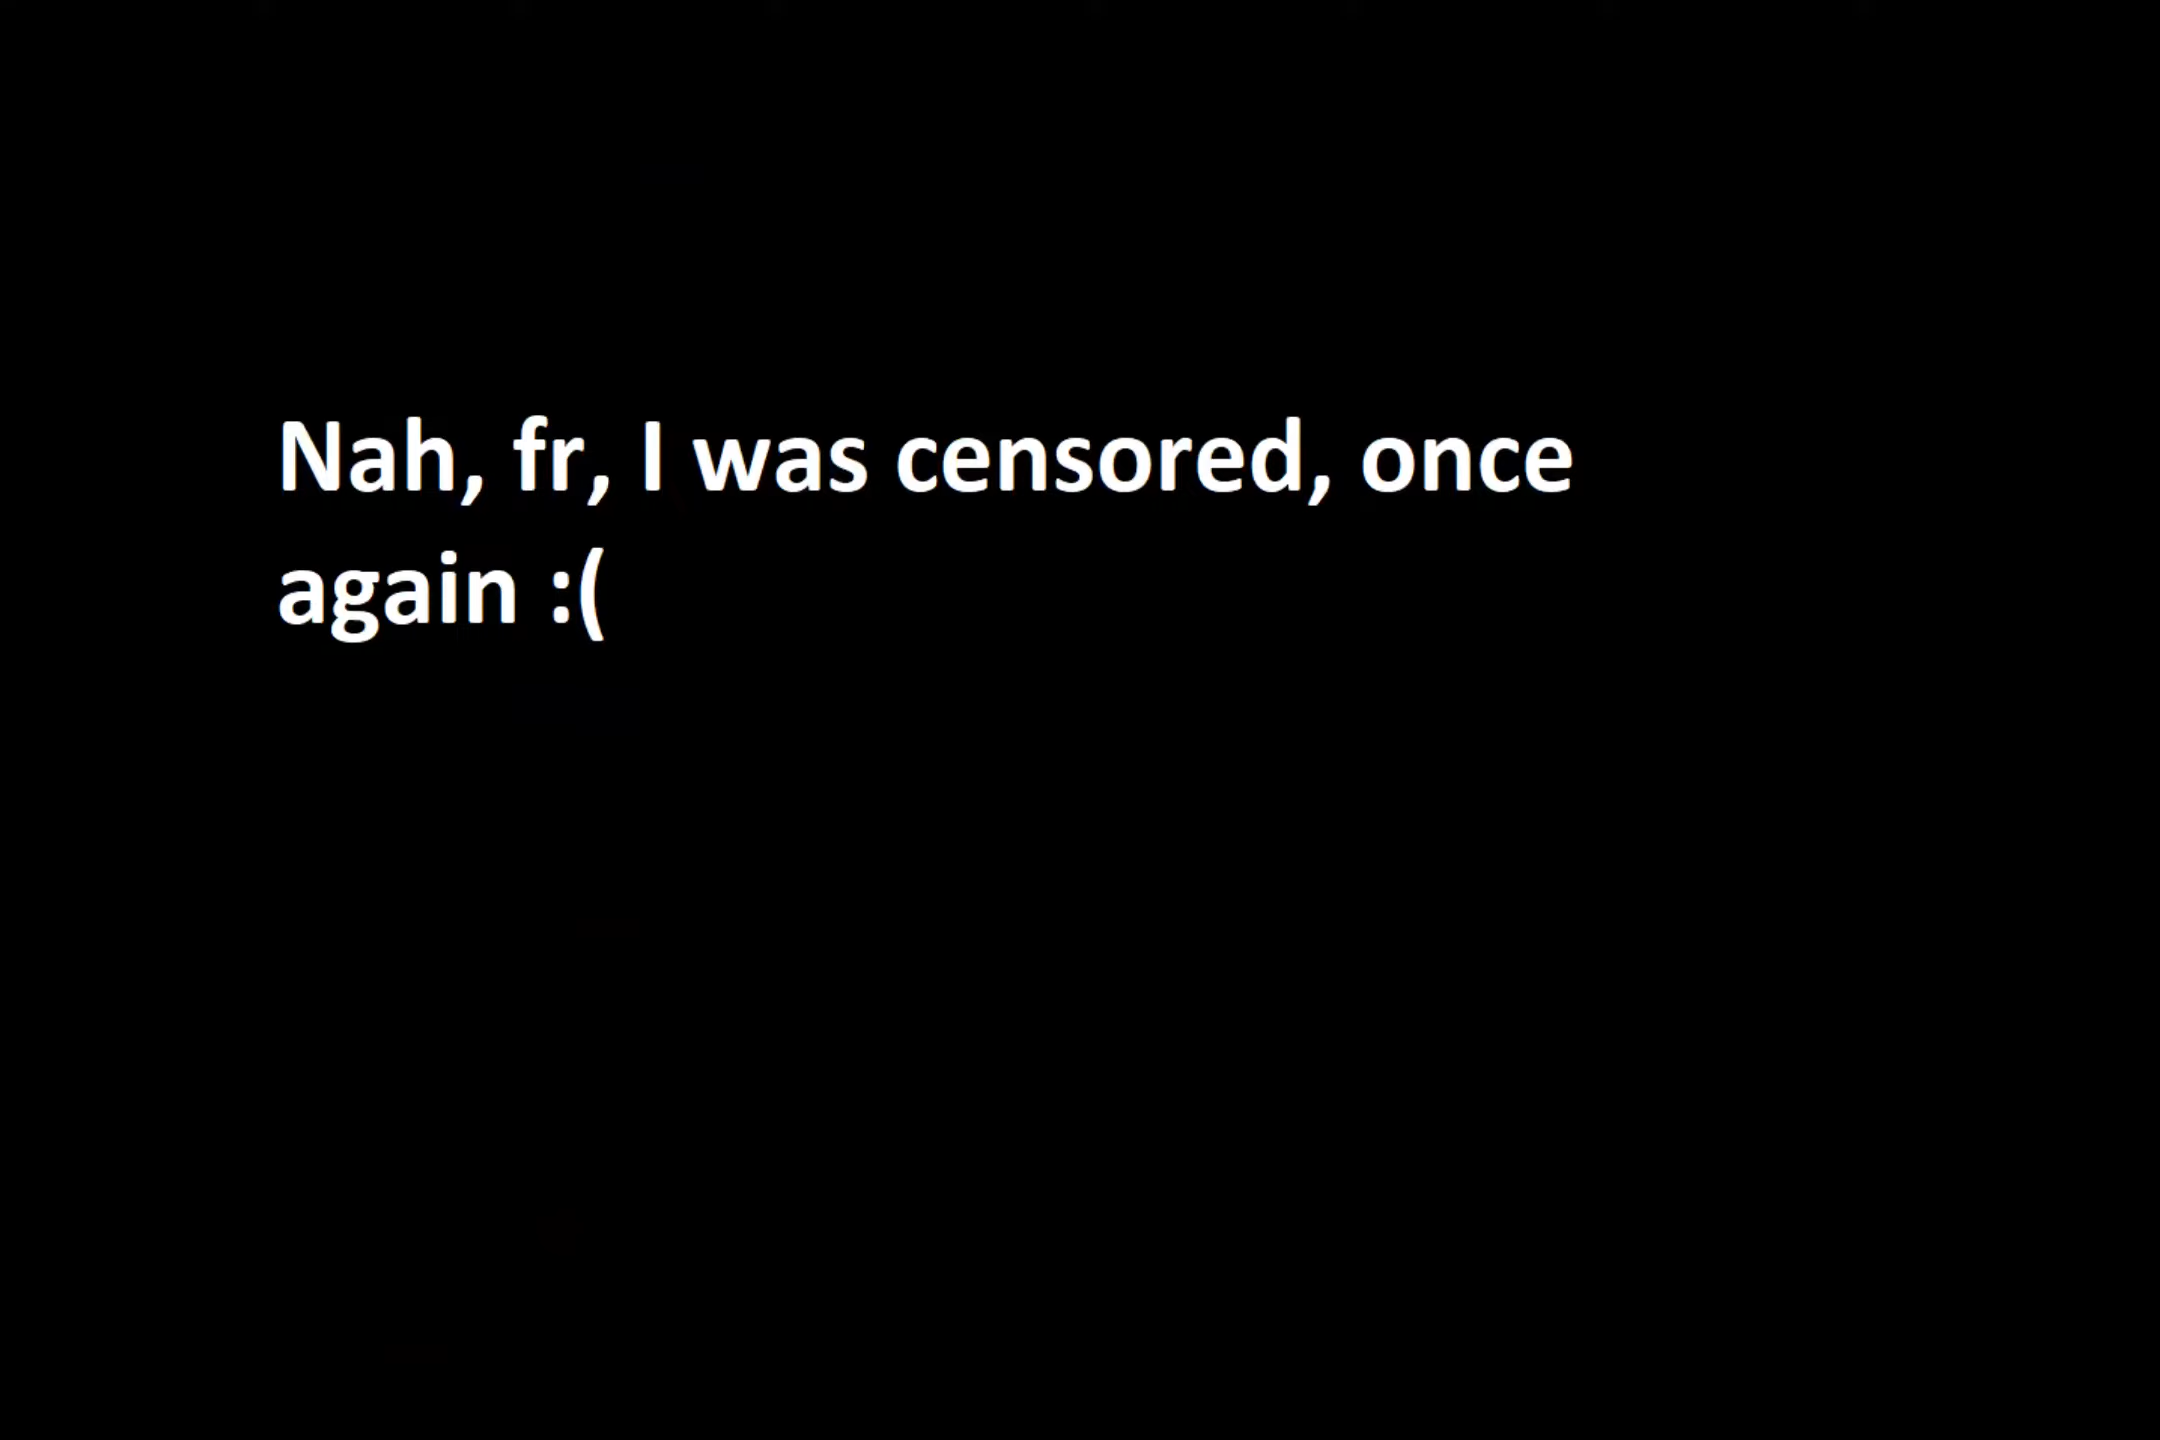 Nah, fr, I was censored, once
again :(